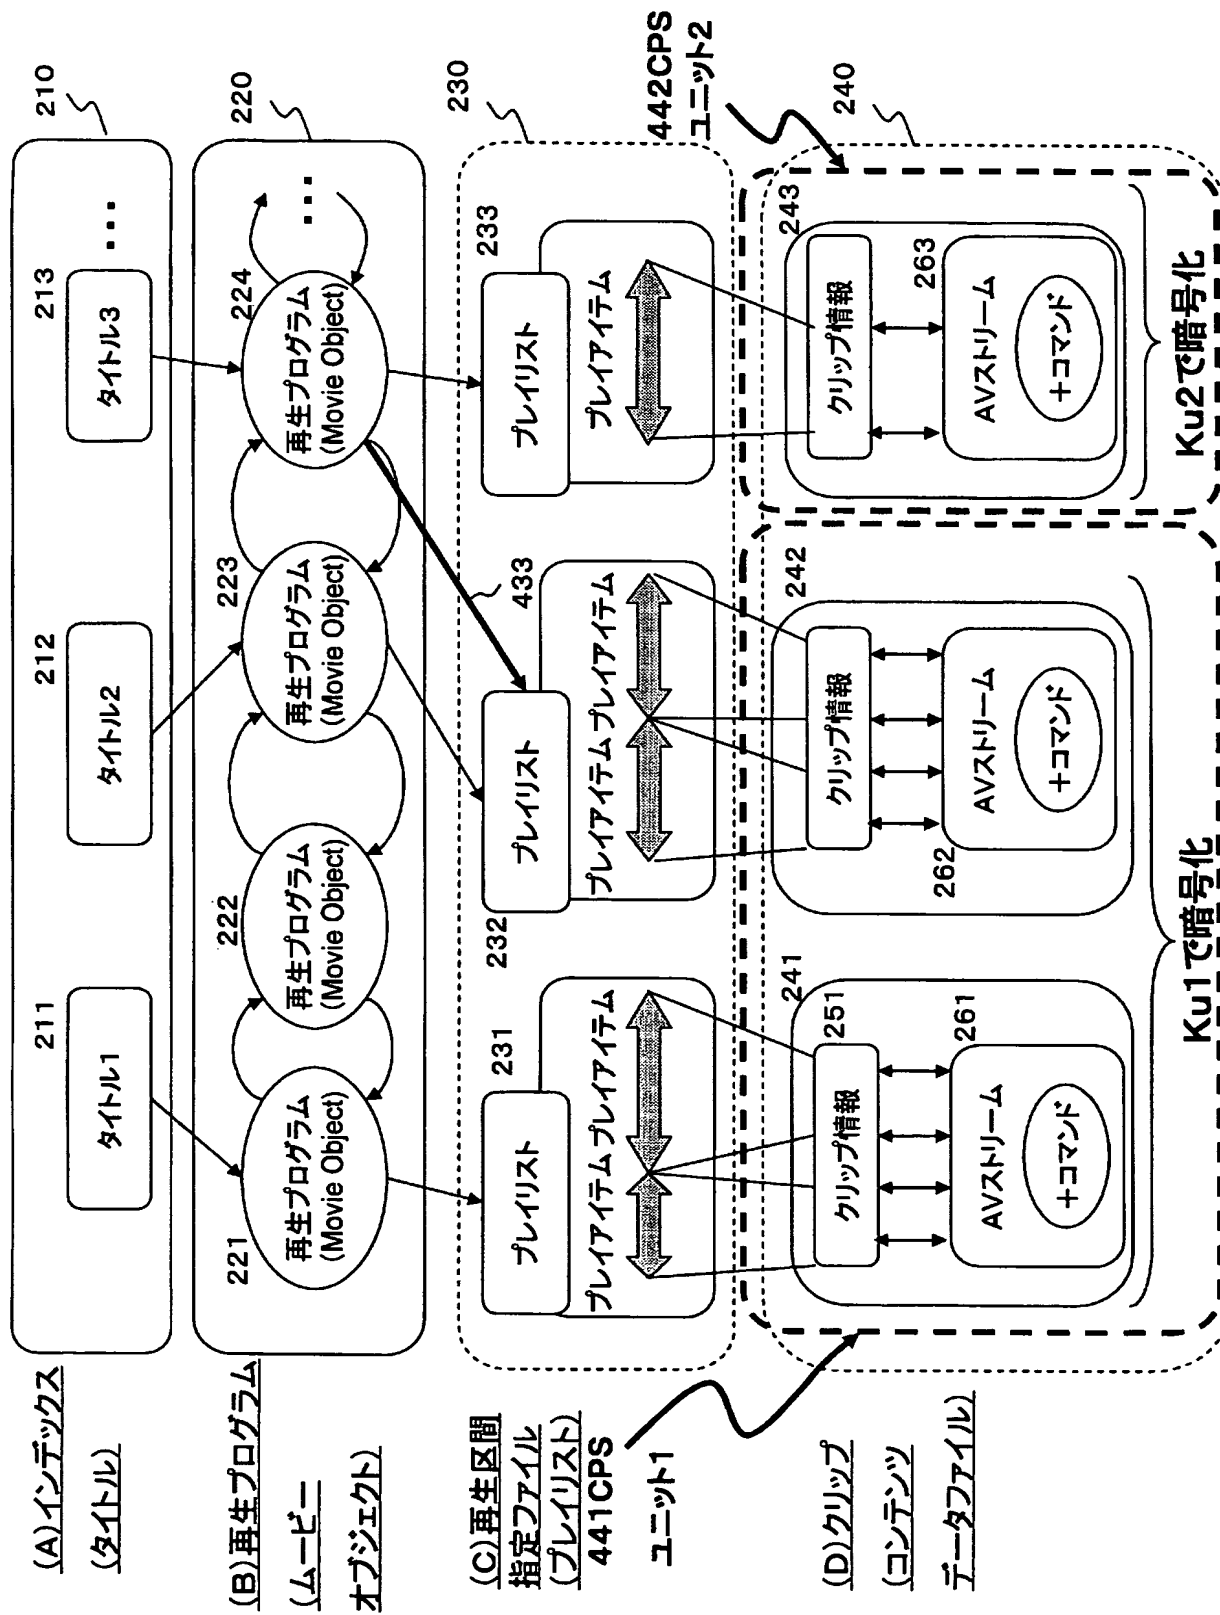 (A)インデックス
(タイトル)
210
211
タイトル1
212
タイトル2
213
タイトル3
・・・
(B)再生プログラム
(ムービー
オブジェクト)
220
221
再生プログラム
(Movie Object)
222
再生プログラム
(Movie Object)
223
再生プログラム
(Movie Object)
224
再生プログラム
(Movie Object)
・・・
(C)再生区間
指定ファイル
(プレイリスト)
230
231
プレイリスト
プレイアイテム プレイアイテム
232
プレイリスト
プレイアイテム プレイアイテム
433
233
プレイリスト
プレイアイテム
441CPS
ユニット1
442CPS
ユニット2
(D)クリップ
(コンテンツ
データファイル)
240
241
251
クリップ情報
261
AVストリーム
+コマンド
242
クリップ情報
262
AVストリーム
+コマンド
243
クリップ情報
263
AVストリーム
+コマンド
Ku1で暗号化
Ku2で暗号化